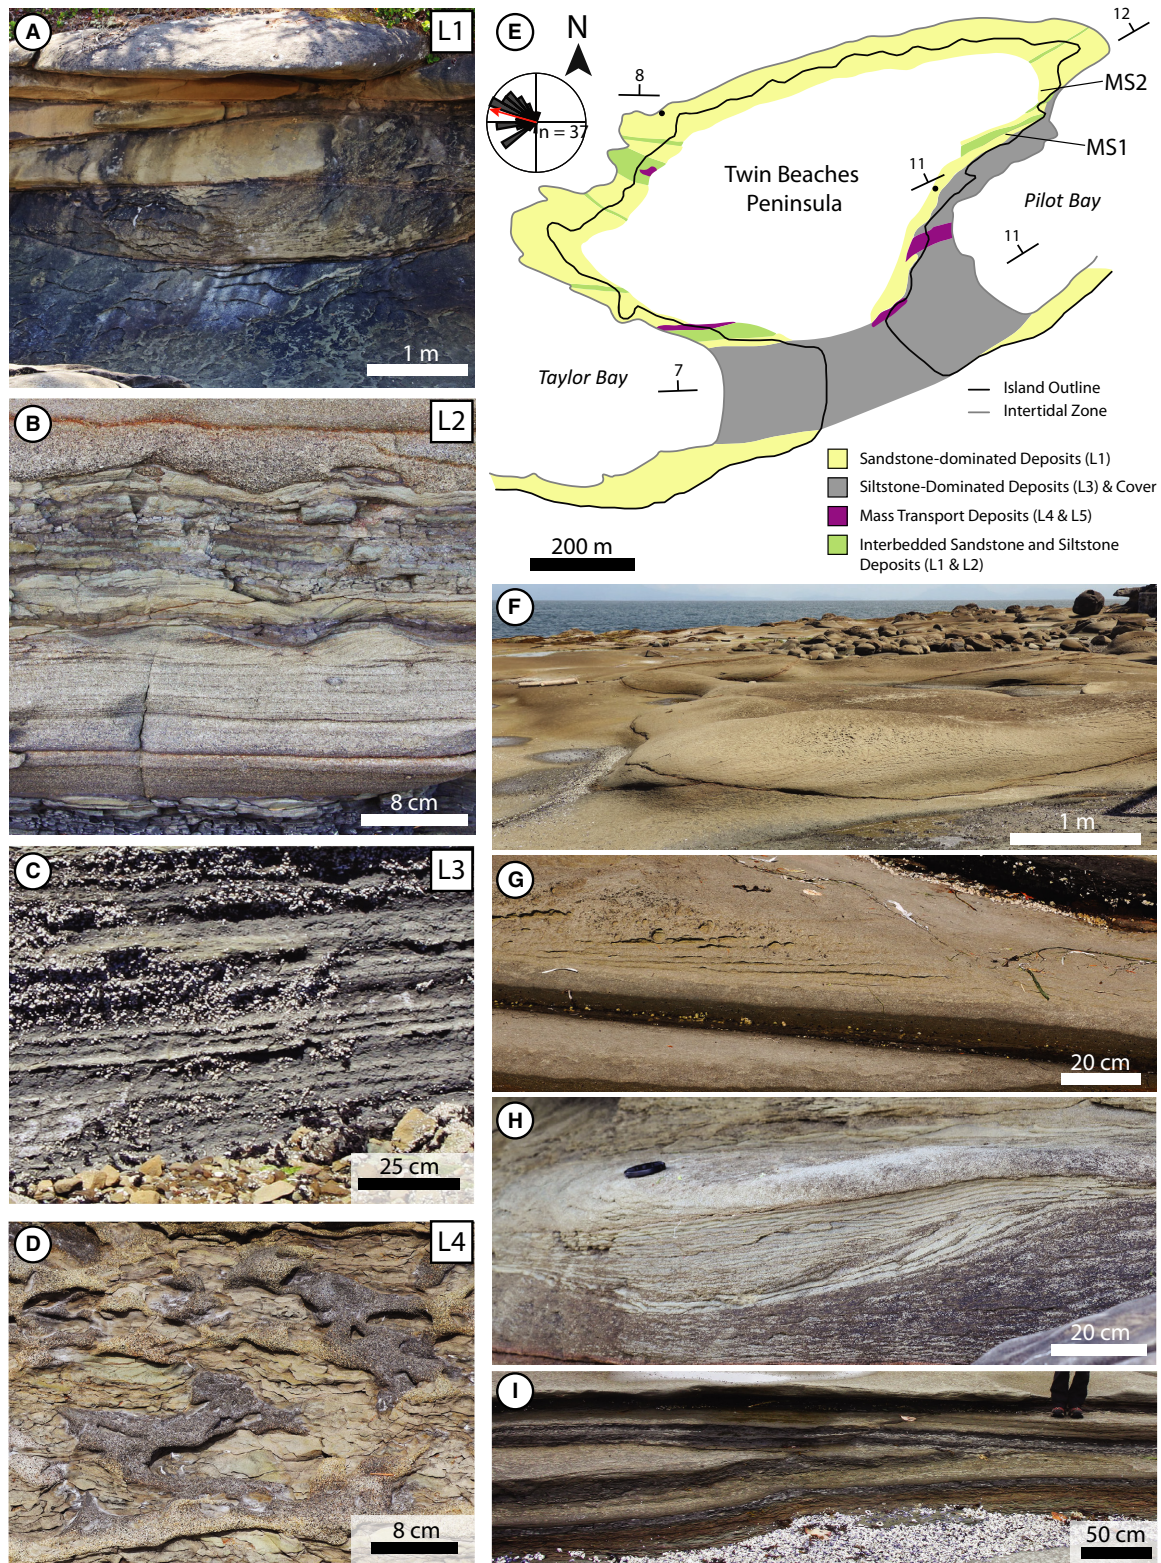 A
L1
1 m
B
L2
8 cm
C
L3
25 cm
D
L4
8 cm
E
N
n = 37
8
12
MS2
MS1
11
Twin Beaches
Peninsula
Pilot Bay
11
Taylor Bay
7
Island Outline
Intertidal Zone
Sandstone-dominated Deposits (L1)
Siltstone-Dominated Deposits (L3) & Cover
Mass Transport Deposits (L4 & L5)
Interbedded Sandstone and Siltstone
Deposits (L1 & L2)
200 m
F
1 m
G
20 cm
H
20 cm
I
50 cm